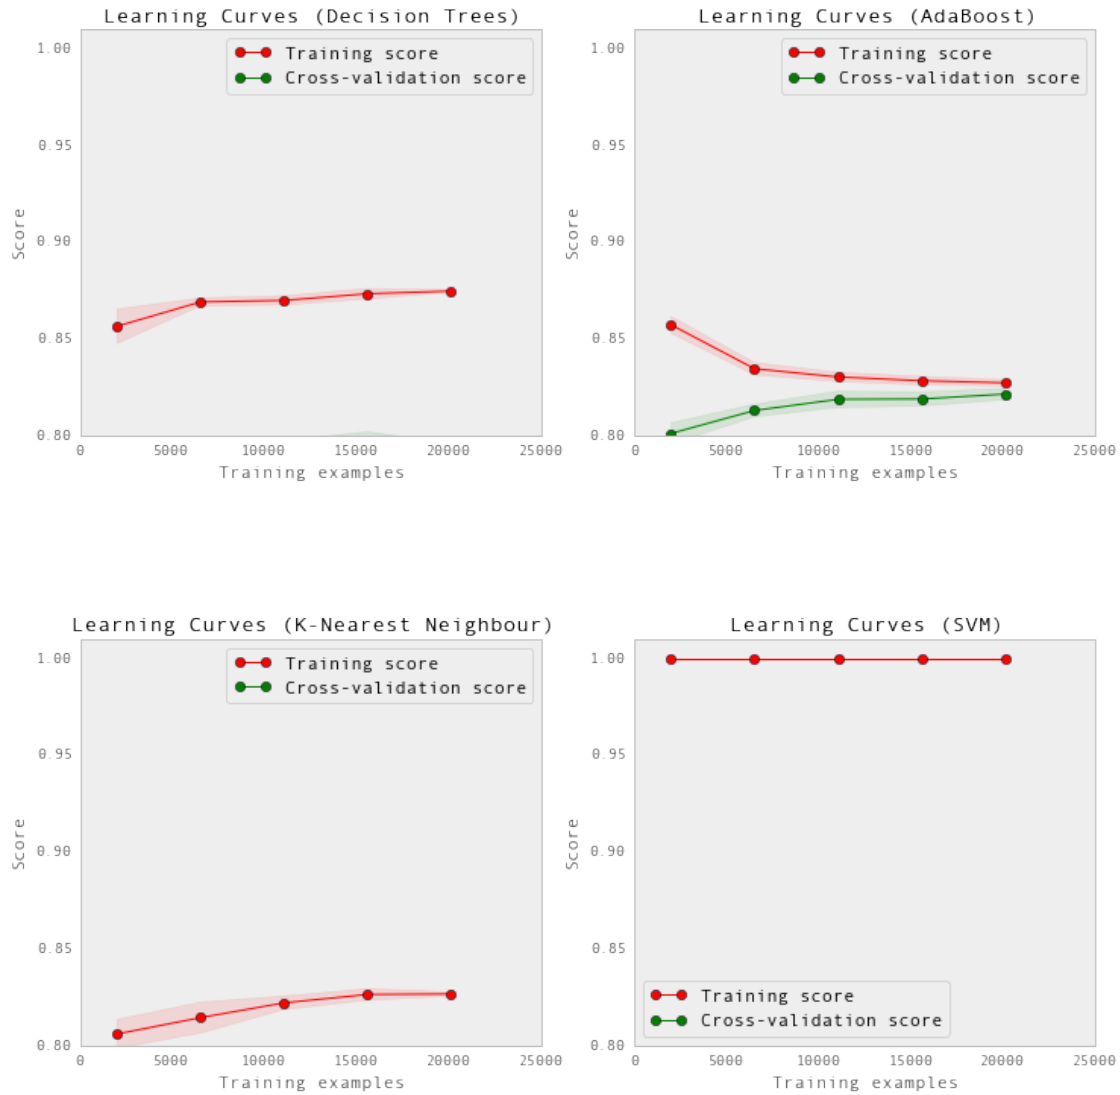 Learning Curves (Decision Trees)
1.00
0.95
0.90
0.85
0.80
Score
Training score
Cross-validation score
0
5000
10000
15000
20000
25000
Training examples
Learning Curves (AdaBoost)
1.00
0.95
0.90
0.85
0.80
Score
Training score
Cross-validation score
0
5000
10000
15000
20000
25000
Training examples
Learning Curves (K-Nearest Neighbour)
1.00
0.95
0.90
0.85
0.80
Score
Training score
Cross-validation score
0
5000
10000
15000
20000
25000
Training examples
Learning Curves (SVM)
1.00
0.95
0.90
0.85
0.80
Score
Training score
Cross-validation score
0
5000
10000
15000
20000
25000
Training examples